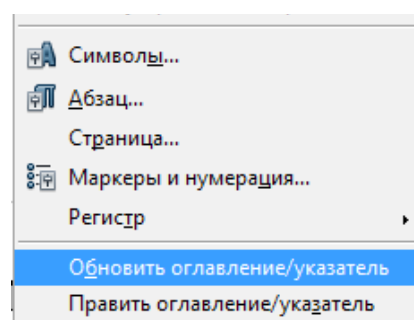 Символы...
Абзац...
Страница...
Маркеры и нумерация...
Регистр
Обновить оглавление/указатель
Править оглавление/указатель